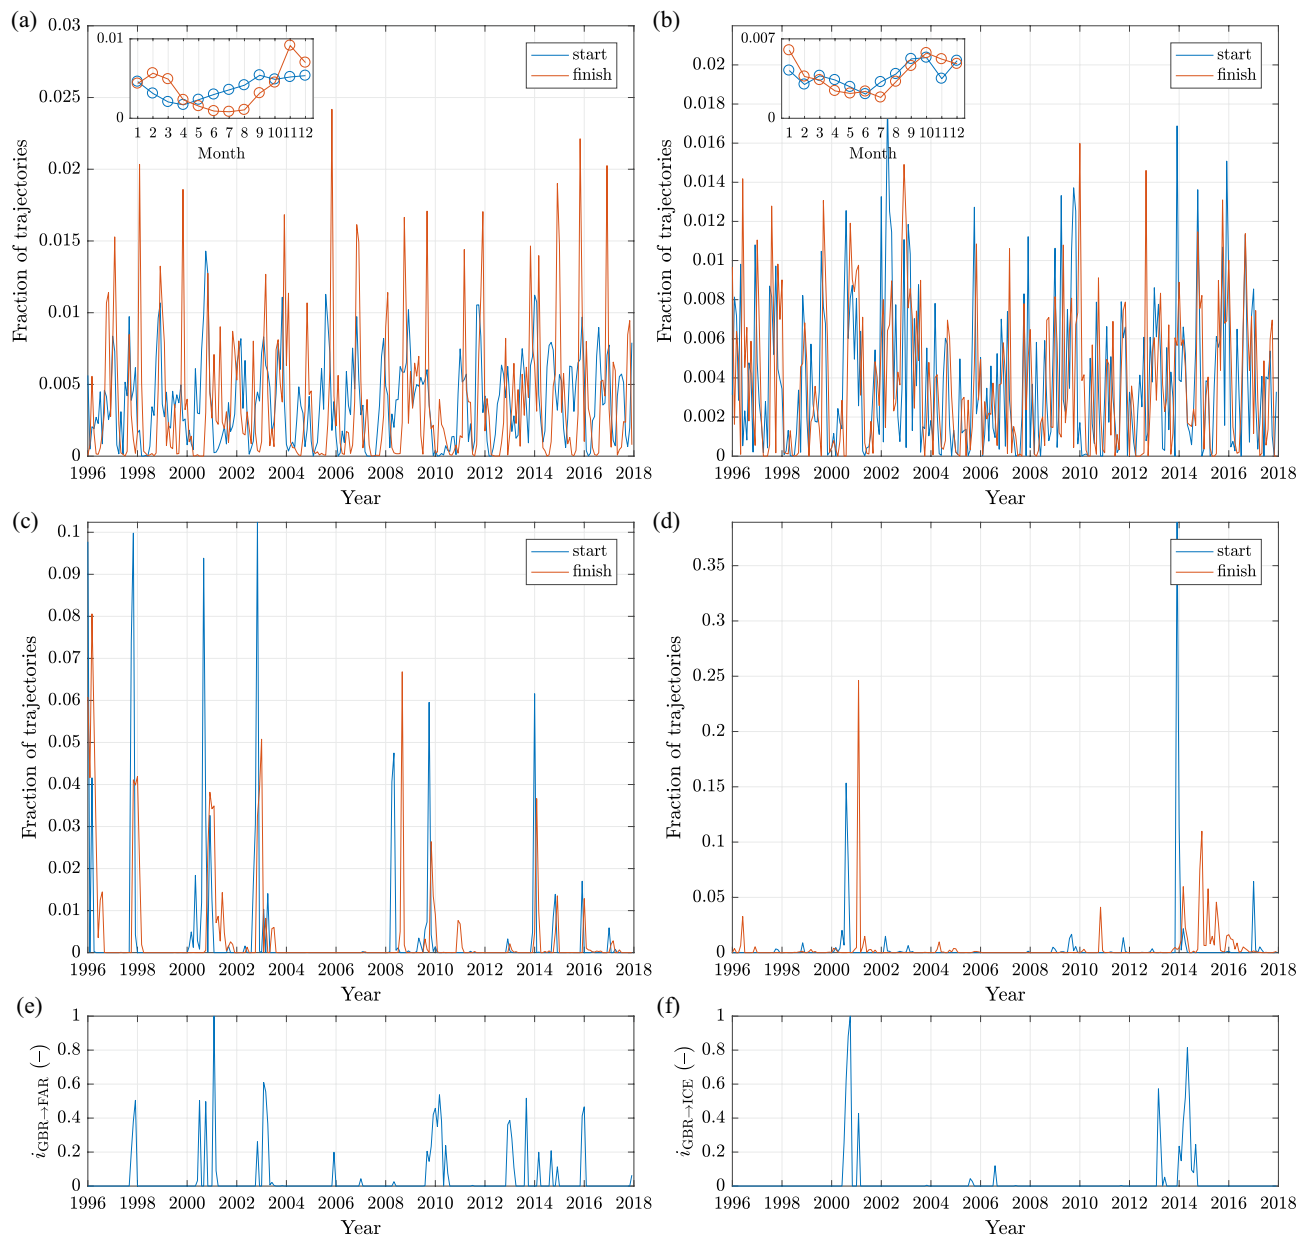 (a)
0.03
0.025
0.02
0.015
0.01
0.005
0
Fraction of trajectories
0.01
0
1 2 3 4 5 6 7 8 9 10 11 12
Month
start
finish
1996 1998 2000 2002 2004 2006 2008 2010 2012 2014 2016 2018
Year
(b)
0.02
0.018
0.016
0.014
0.012
0.01
0.008
0.006
0.004
0.002
0
Fraction of trajectories
0.007
0
1 2 3 4 5 6 7 8 9 10 11 12
Month
start
finish
1996 1998 2000 2002 2004 2006 2008 2010 2012 2014 2016 2018
Year
(c)
0.1
0.09
0.08
0.07
0.06
0.05
0.04
0.03
0.02
0.01
0
Fraction of trajectories
start
finish
1996 1998 2000 2002 2004 2006 2008 2010 2012 2014 2016 2018
Year
(d)
0.35
0.3
0.25
0.2
0.15
0.1
0.05
0
Fraction of trajectories
start
finish
1996 1998 2000 2002 2004 2006 2008 2010 2012 2014 2016 2018
Year
(e)
1
0.8
0.6
0.4
0.2
0
iGBR→FAR (−)
1996 1998 2000 2002 2004 2006 2008 2010 2012 2014 2016 2018
Year
(f)
1
0.8
0.6
0.4
0.2
0
iGBR→ICE (−)
1996 1998 2000 2002 2004 2006 2008 2010 2012 2014 2016 2018
Year